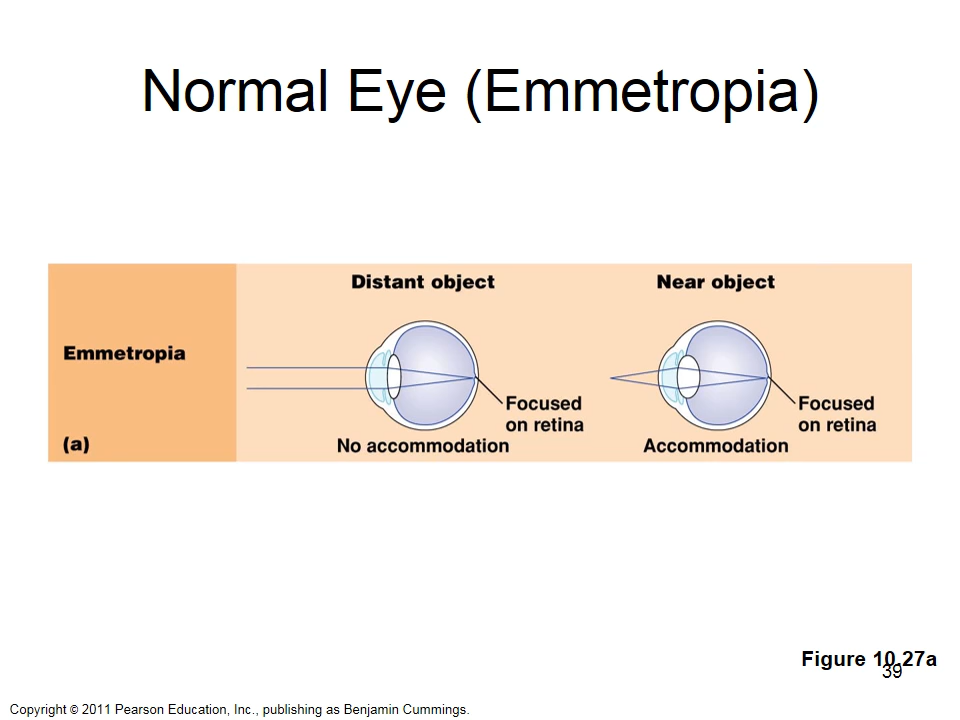 Normal Eye (Emmetropia)
Distant object
Near object
Emmetropia
Focused
on retina
Focused
on retina
(a)
No accommodation
Accommodation
Figure 10.27a
39
Copyright © 2011 Pearson Education, Inc., publishing as Benjamin Cummings.